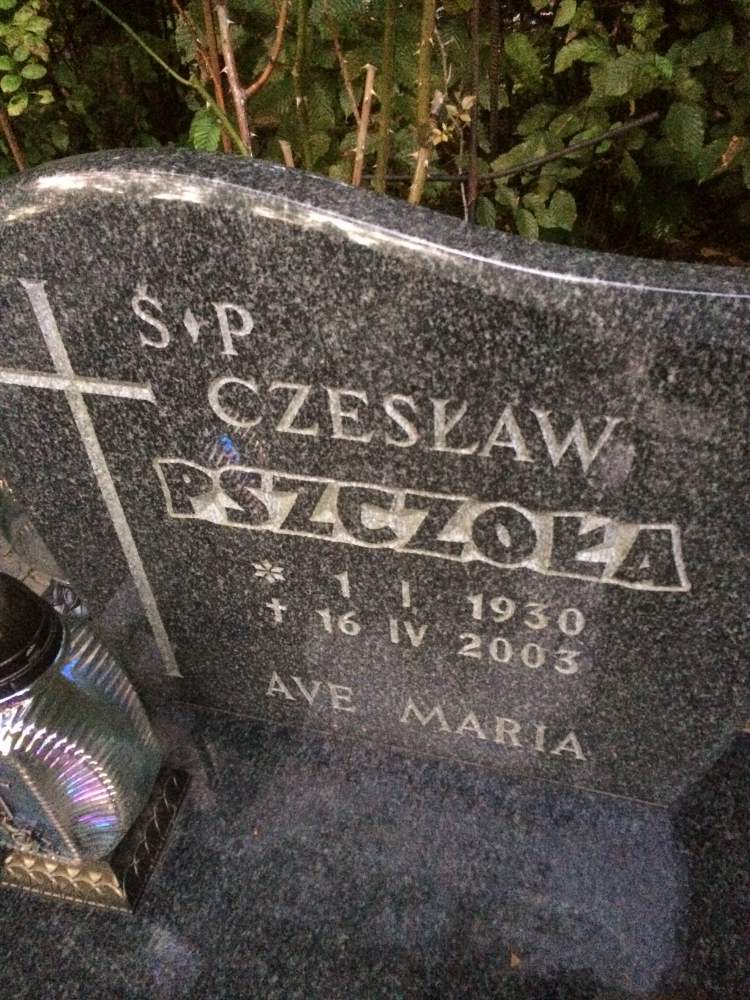 Ś♦P
CZESŁAW
PSZCZOŁA
* 1 I 1930
† 16 IV 2003
AVE MARIA